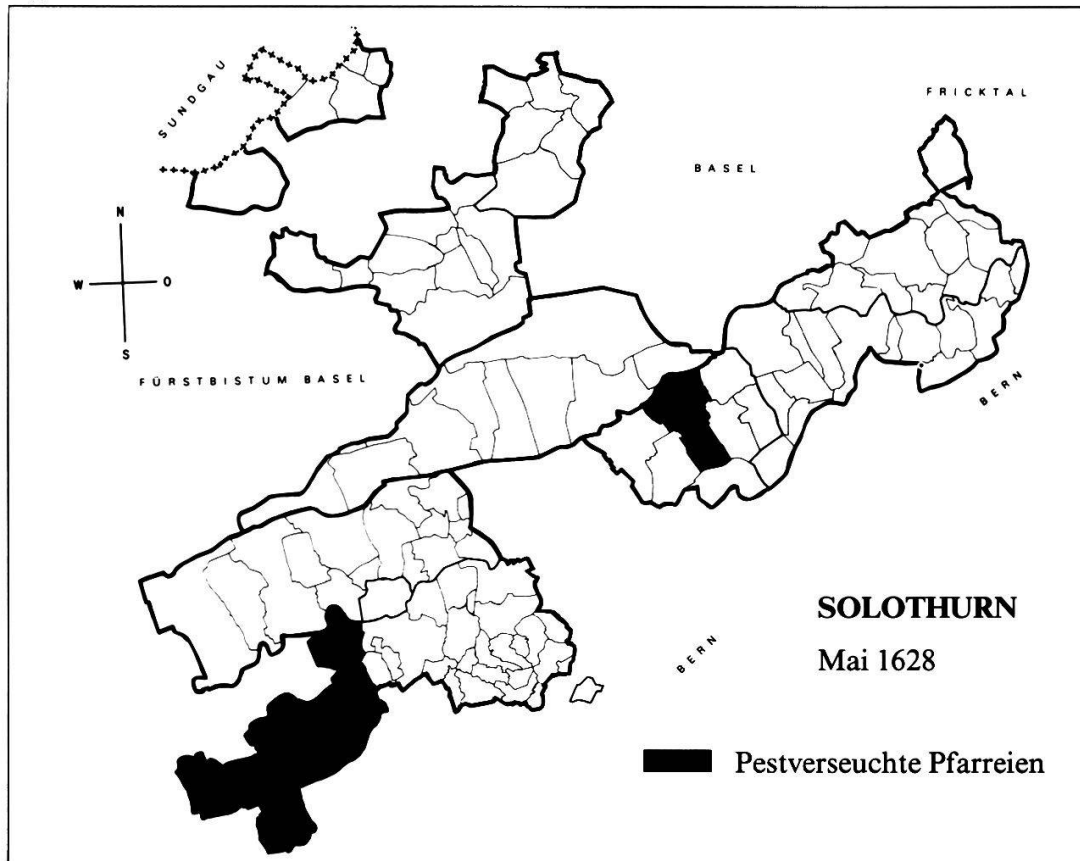 SUNDGAU
FRICKTAL
BASEL
N
W O
S
FÜRSTBISTUM BASEL
BERN
SOLOTHURN
Mai 1628
BERN
Pestverseuchte Pfarreien